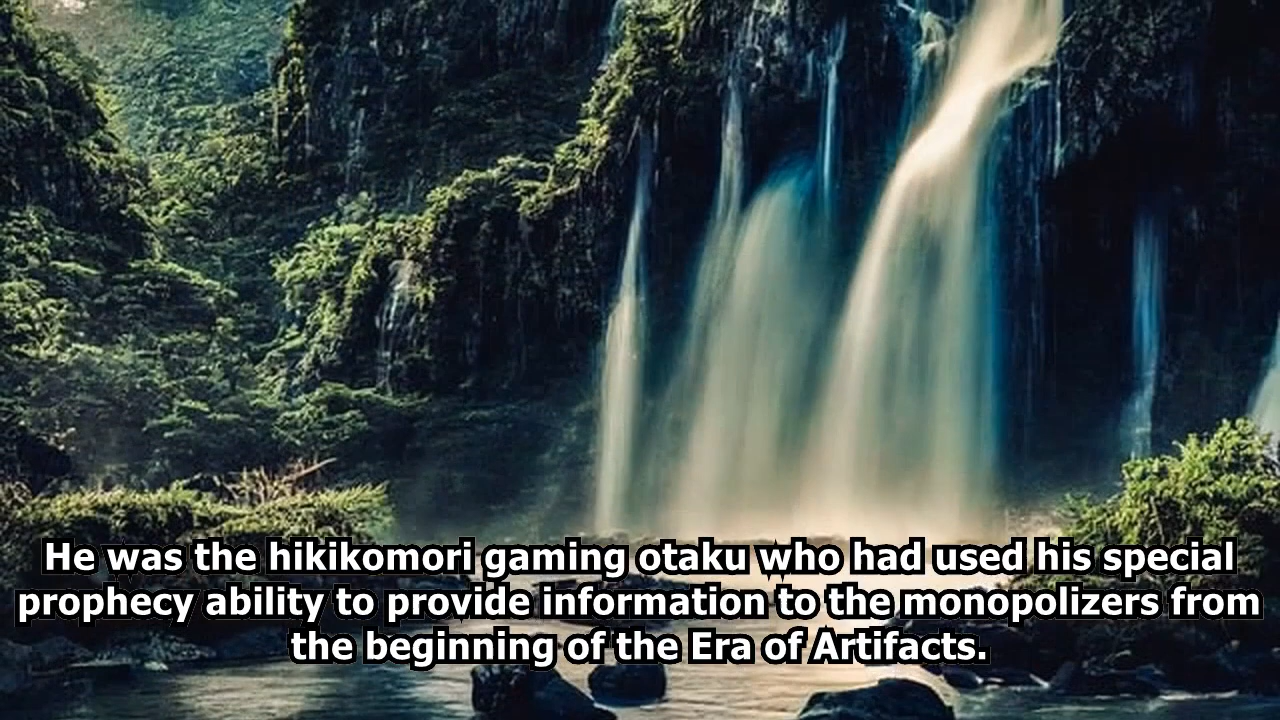 He was the hikikomori gaming otaku who had used his special
prophecy ability to provide information to the monopolizers from
the beginning of the Era of Artifacts.